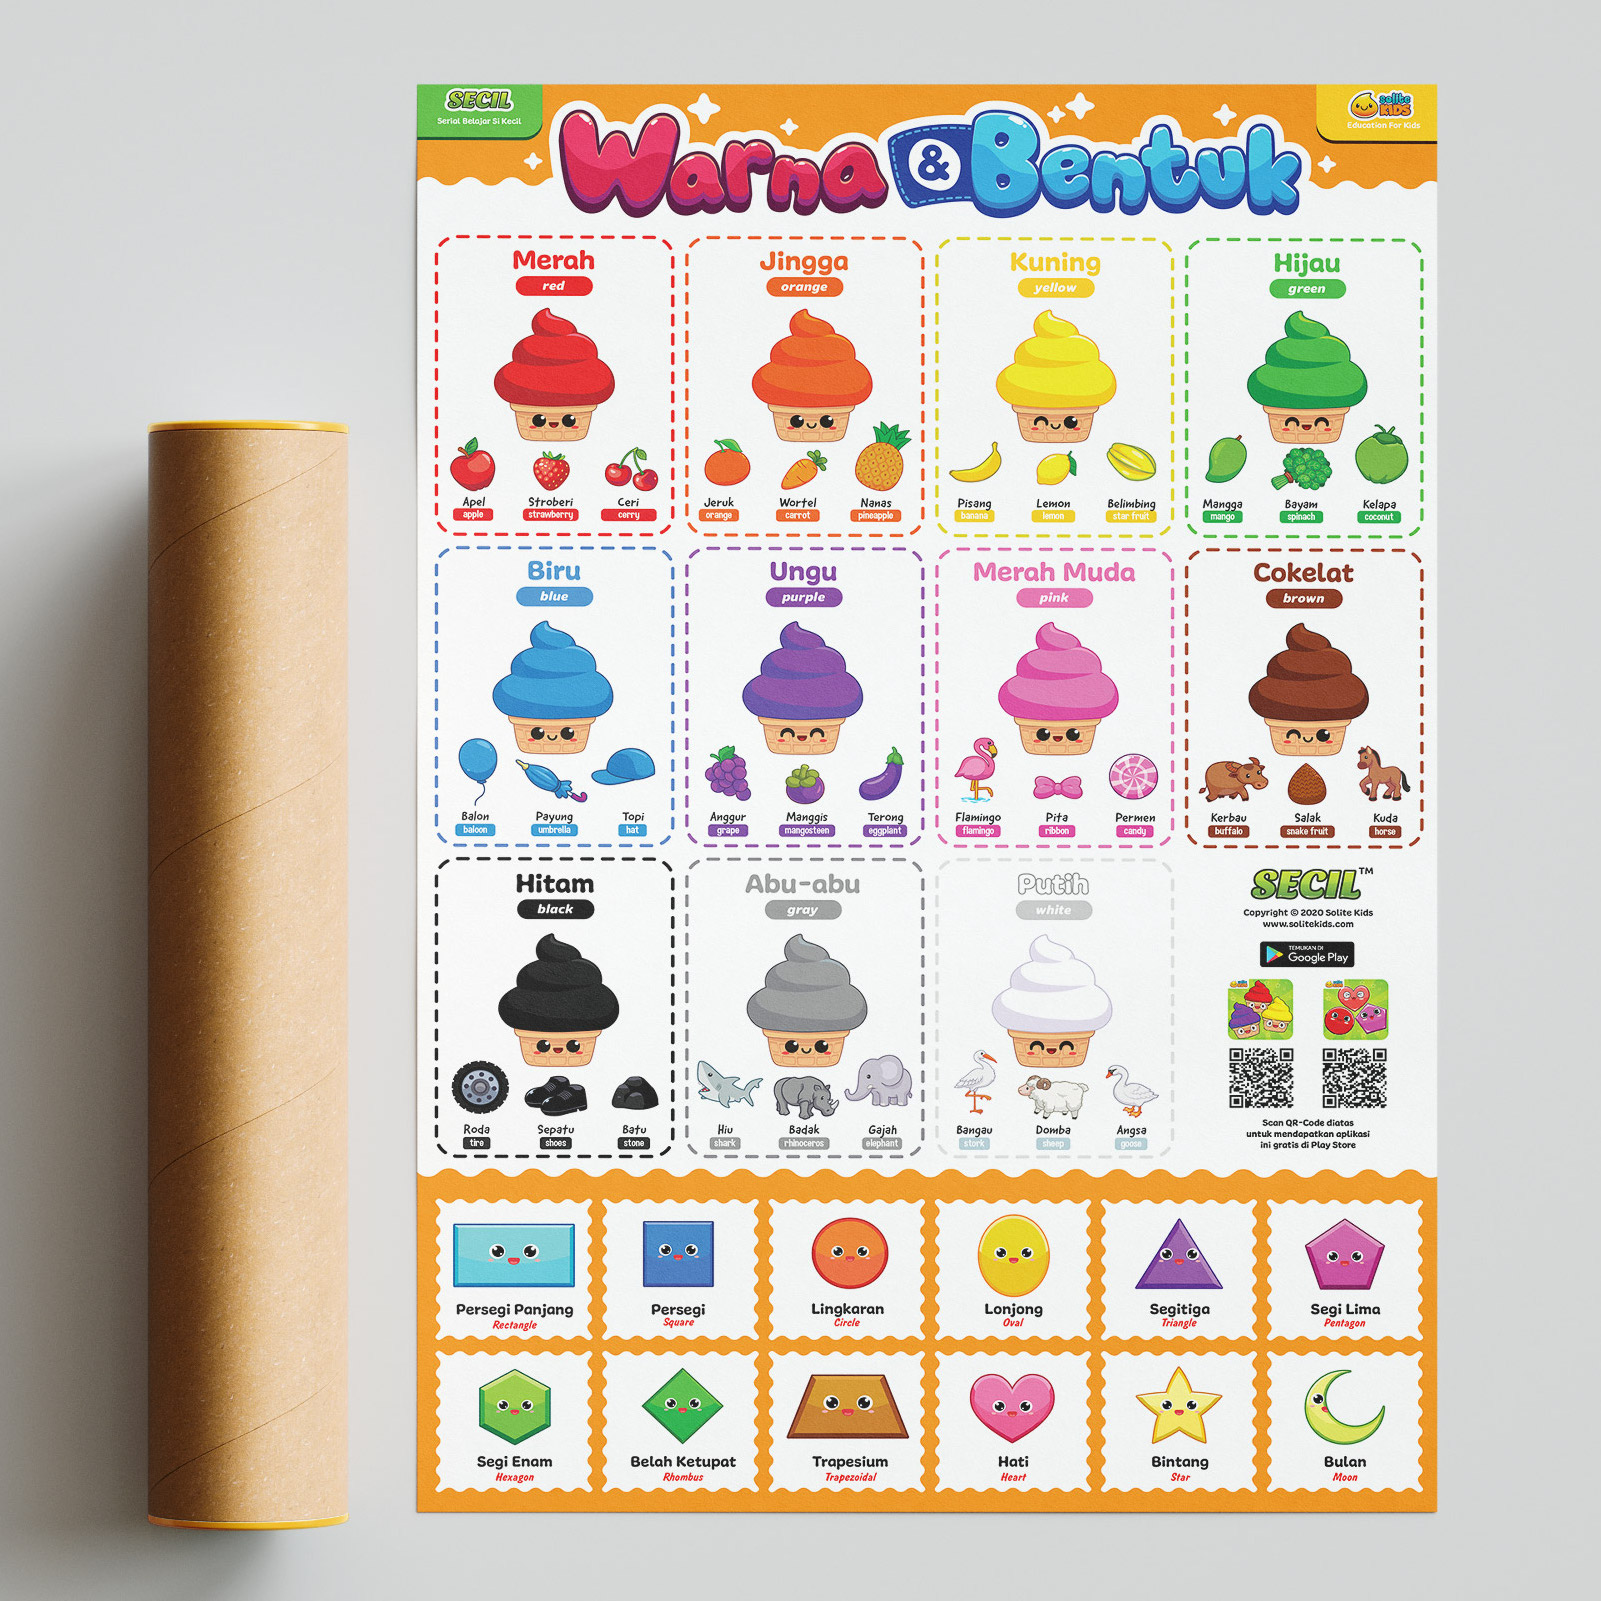 SECIL
Serial Belajar Si Kecil
Solite KIDS
Education For Kids
Warna & Bentuk
Merah
red
Apel
apple
Stroberi
strawberry
Ceri
cerry
Jingga
orange
Jeruk
orange
Wortel
carrot
Nanas
pineapple
Kuning
yellow
Pisang
banana
Lemon
lemon
Belimbing
star fruit
Hijau
green
Mangga
mango
Bayam
spinach
Kelapa
coconut
Biru
blue
Balon
baloon
Payung
umbrella
Topi
hat
Ungu
purple
Anggur
grape
Manggis
mangosteen
Terong
eggplant
Merah Muda
pink
Flamingo
flamingo
Pita
ribbon
Permen
candy
Cokelat
brown
Kerbau
buffalo
Salak
snake fruit
Kuda
horse
Hitam
black
Roda
tire
Sepatu
shoes
Batu
stone
Abu-abu
gray
Hiu
shark
Badak
rhinoceros
Gajah
elephant
Putih
white
Bangau
stork
Domba
sheep
Angsa
goose
SECIL™
Copyright © 2020 Solite Kids
www.solitekids.com
TEMUKAN DI
Google Play
Scan QR-Code diatas
untuk mendapatkan aplikasi
ini gratis di Play Store
Persegi Panjang
Rectangle
Persegi
Square
Lingkaran
Circle
Lonjong
Oval
Segitiga
Triangle
Segi Lima
Pentagon
Segi Enam
Hexagon
Belah Ketupat
Rhombus
Trapesium
Trapezoidal
Hati
Heart
Bintang
Star
Bulan
Moon